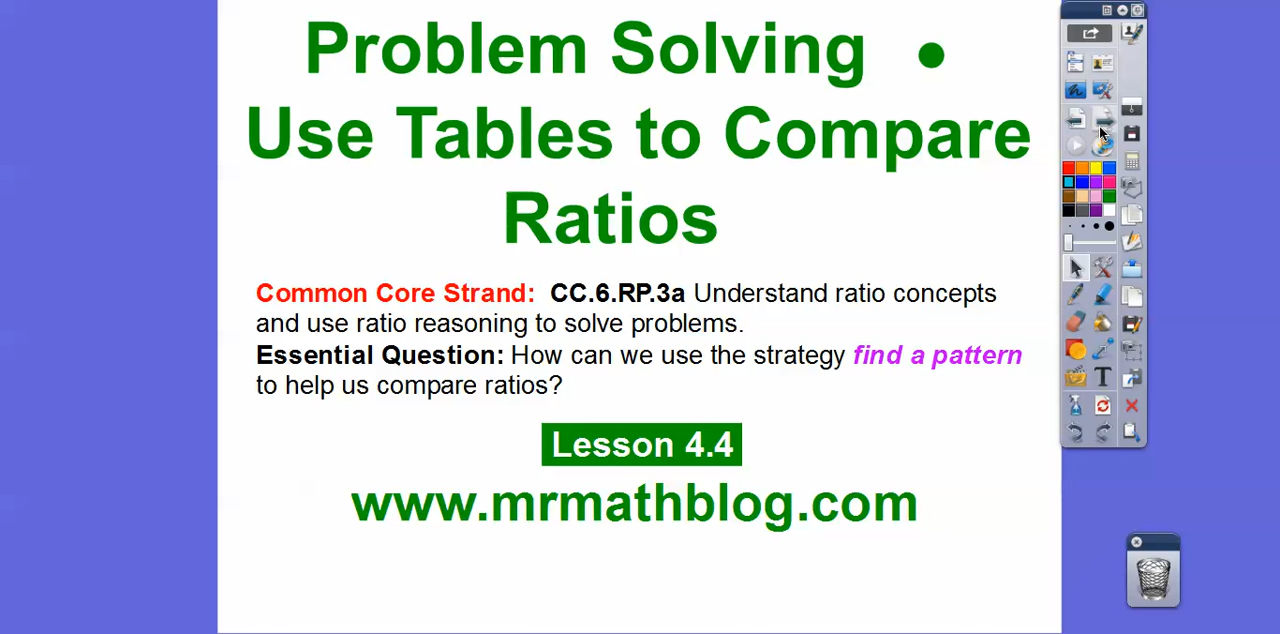 Problem Solving •
Use Tables to Compare
Ratios
Common Core Strand: CC.6.RP.3a Understand ratio concepts
and use ratio reasoning to solve problems.
Essential Question: How can we use the strategy find a pattern
to help us compare ratios?
Lesson 4.4
www.mrmathblog.com